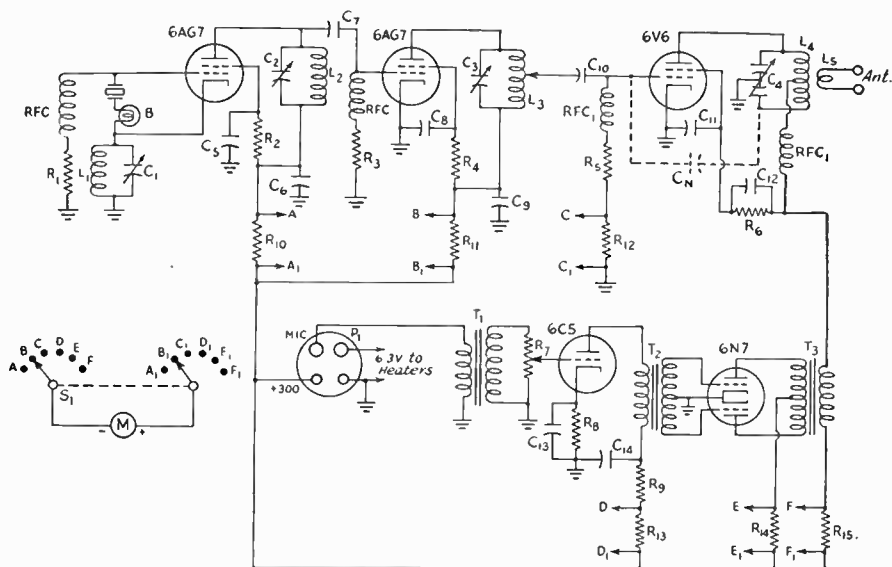 6AG7
RFC
B
R1
L1
C1
C5
R2
C2
L2
C6
A
R10
A1
C7
6AG7
RFC
R3
C8
R4
C3
L3
C9
B
R11
B1
C10
RFC1
R5
C
R12
C1
6V6
C11
CN
L4
C4
L5
Ant.
RFC1
C12
R6
A B C D E F
S1
A1 B1 C1 D1 E1 F1
- M +
MIC
P1
6 3V to
Heaters
+300
T1
R7
6C5
C13
R8
C14
T2
6N7
T3
R9
D
R13
D1
E
R14
E1
F
R15.
F1